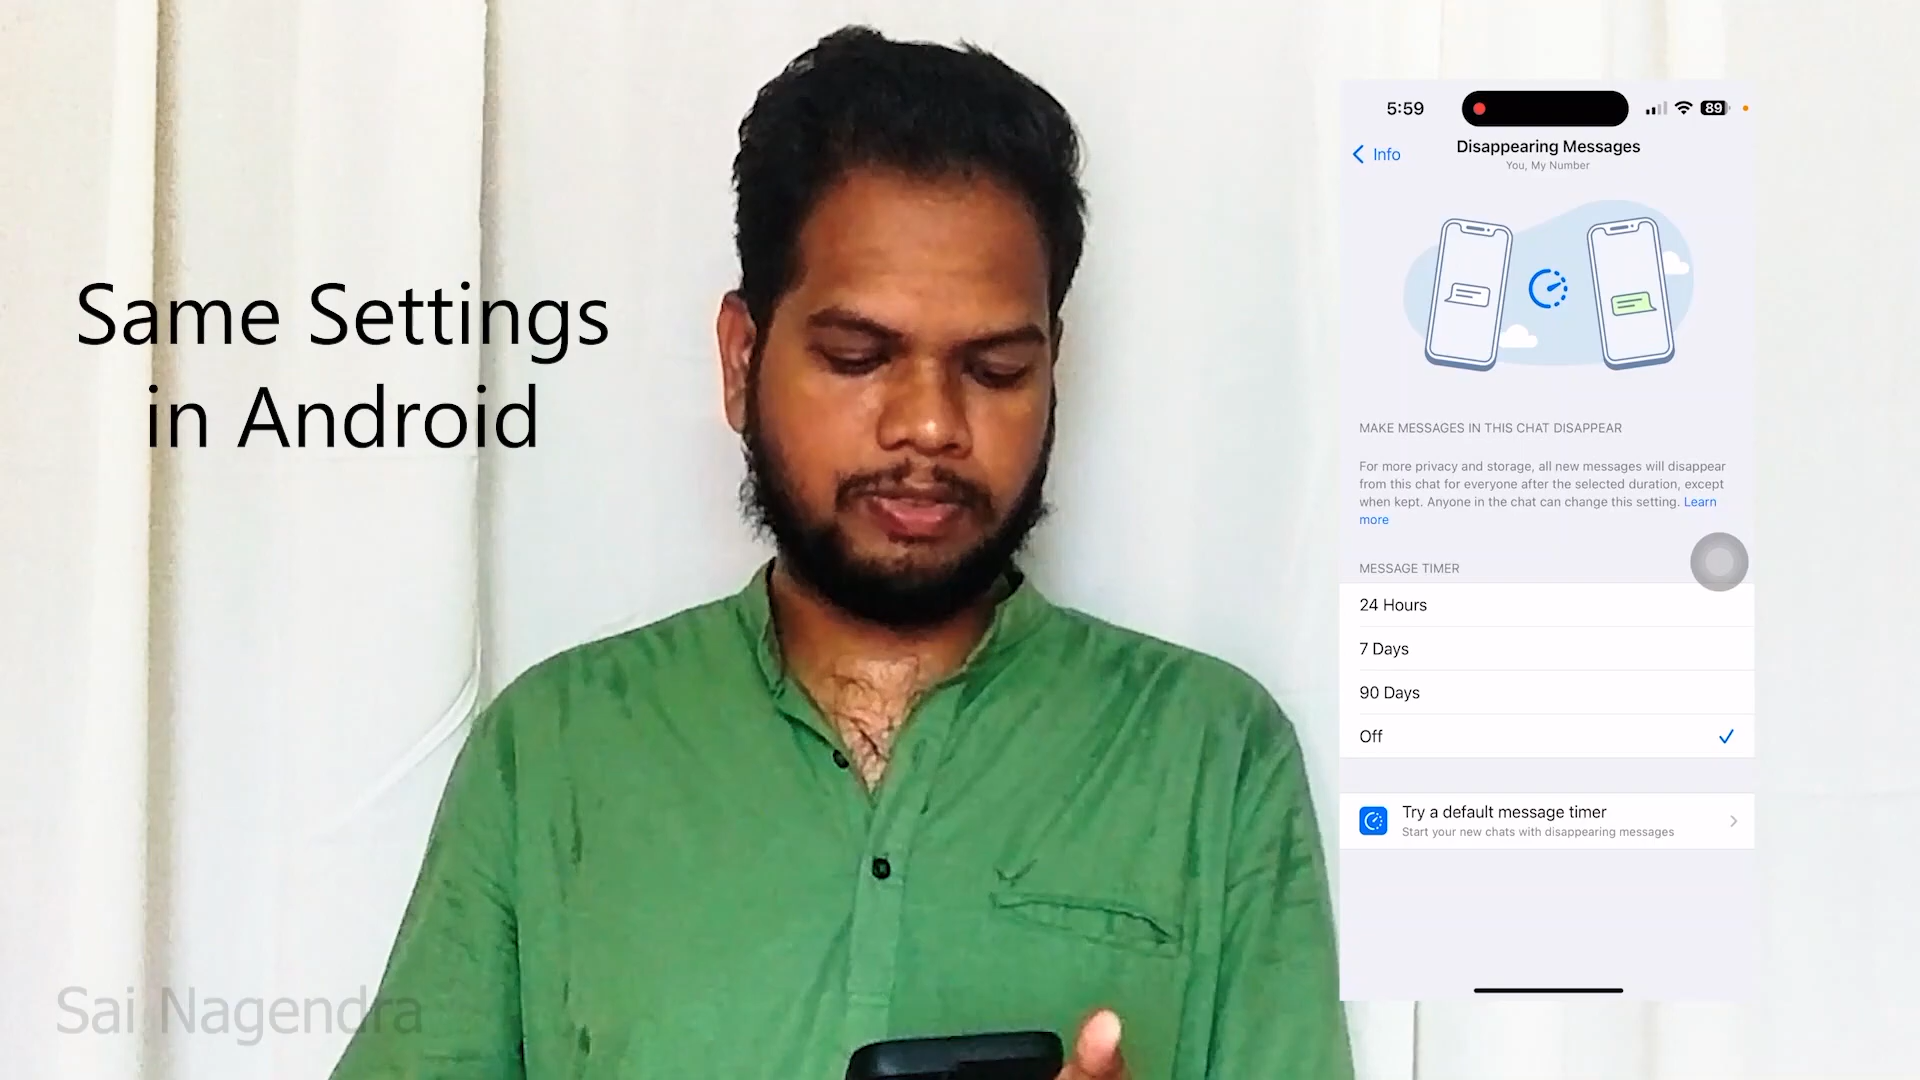 Same Settings
in Android
Sai Nagendra
5:59
89
Info
Disappearing Messages
You, My Number
MAKE MESSAGES IN THIS CHAT DISAPPEAR
For more privacy and storage, all new messages will disappear
from this chat for everyone after the selected duration, except
when kept. Anyone in the chat can change this setting. Learn
more
MESSAGE TIMER
24 Hours
7 Days
90 Days
Off
Try a default message timer
Start your new chats with disappearing messages